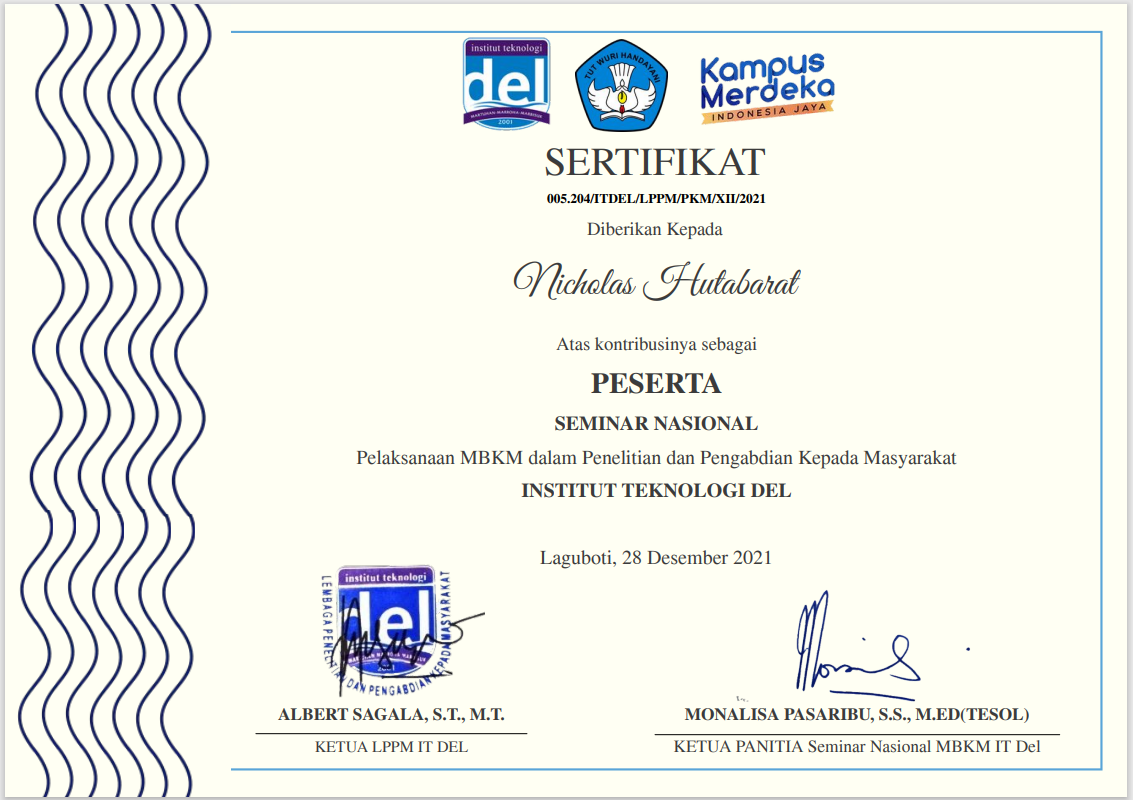 institut teknologi
del
MARTUHAN-MARROHA-MARBISUK
2001
TUT WURI HANDAYANI
Kampus
Merdeka
INDONESIA JAYA
SERTIFIKAT
005.204/ITDEL/LPPM/PKM/XII/2021
Diberikan Kepada
Nicholas Hutabarat
Atas kontribusinya sebagai
PESERTA
SEMINAR NASIONAL
Pelaksanaan MBKM dalam Penelitian dan Pengabdian Kepada Masyarakat
INSTITUT TEKNOLOGI DEL
Laguboti, 28 Desember 2021
institut teknologi
del
2001
LEMBAGA PENELITIAN DAN PENGABDIAN KEPADA MASYARAKAT
ALBERT SAGALA, S.T., M.T.
KETUA LPPM IT DEL
MONALISA PASARIBU, S.S., M.ED(TESOL)
KETUA PANITIA Seminar Nasional MBKM IT Del